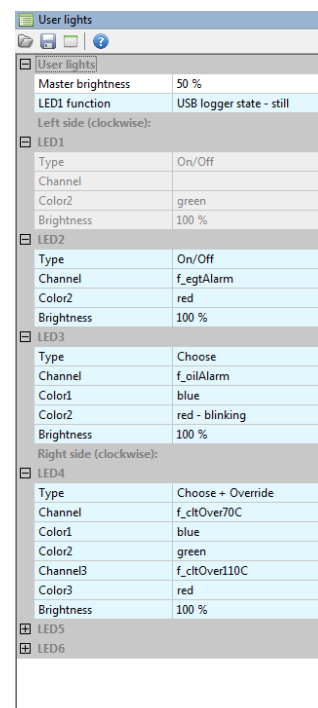 User lights
User lights
Master brightness 50 %
LED1 function USB logger state - still
Left side (clockwise):
LED1
Type On/Off
Channel
Color2 green
Brightness 100 %
LED2
Type On/Off
Channel f_egtAlarm
Color2 red
Brightness 100 %
LED3
Type Choose
Channel f_oilAlarm
Color1 blue
Color2 red - blinking
Brightness 100 %
Right side (clockwise):
LED4
Type Choose + Override
Channel f_cltOver70C
Color1 blue
Color2 green
Channel3 f_cltOver110C
Color3 red
Brightness 100 %
LED5
LED6